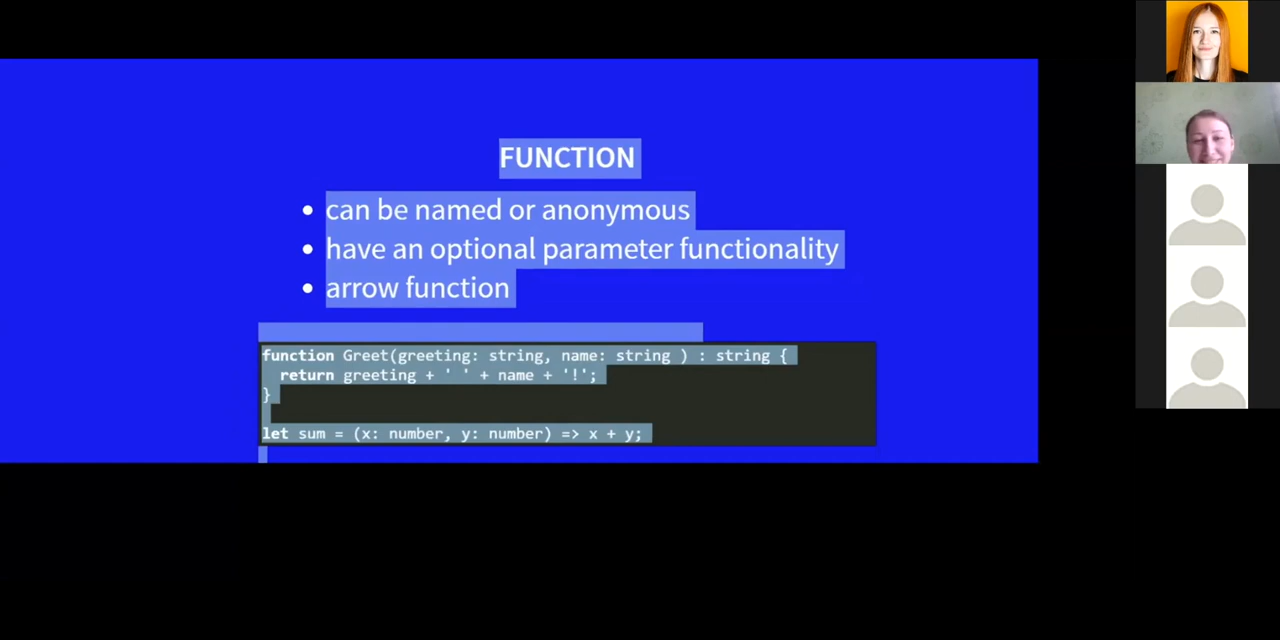 FUNCTION
can be named or anonymous
have an optional parameter functionality
arrow function
function Greet(greeting: string, name: string ) : string {
  return greeting + ' ' + name + '!';
}
let sum = (x: number, y: number) => x + y;